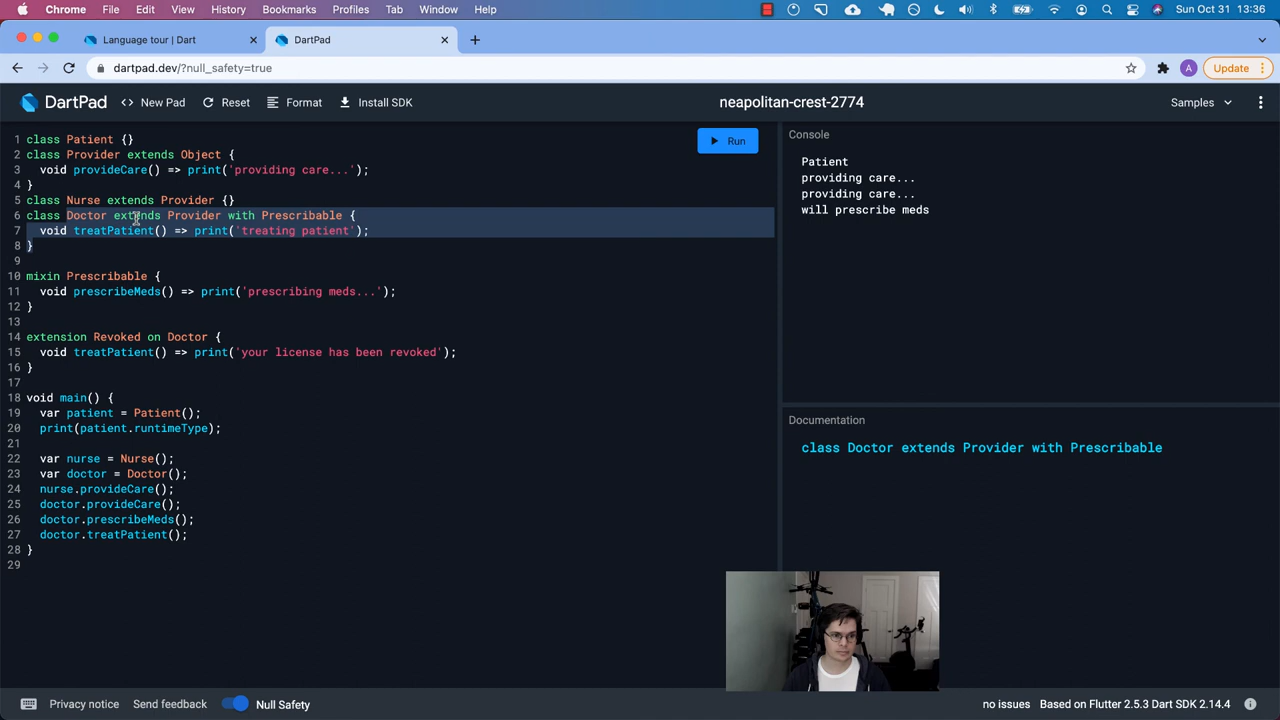 Chrome File Edit View History Bookmarks Profiles Tab Window Help Sun Oct 31 13:36
Language tour | Dart
DartPad
dartpad.dev/?null_safety=true
A
Update
DartPad
<> New Pad
Reset
Format
Install SDK
neapolitan-crest-2774
Samples
1 class Patient {}
2 class Provider extends Object {
3 void provideCare() => print('providing care...');
4 }
5 class Nurse extends Provider {}
6 class Doctor extends Provider with Prescribable {
7 void treatPatient() => print('treating patient');
8 }
9
10 mixin Prescribable {
11 void prescribeMeds() => print('prescribing meds...');
12 }
13
14 extension Revoked on Doctor {
15 void treatPatient() => print('your license has been revoked');
16 }
17
18 void main() {
19 var patient = Patient();
20 print(patient.runtimeType);
21
22 var nurse = Nurse();
23 var doctor = Doctor();
24 nurse.provideCare();
25 doctor.provideCare();
26 doctor.prescribeMeds();
27 doctor.treatPatient();
28 }
29
Run
Console
Patient
providing care...
providing care...
will prescribe meds
Documentation
class Doctor extends Provider with Prescribable
Privacy notice
Send feedback
Null Safety
no issues
Based on Flutter 2.5.3 Dart SDK 2.14.4